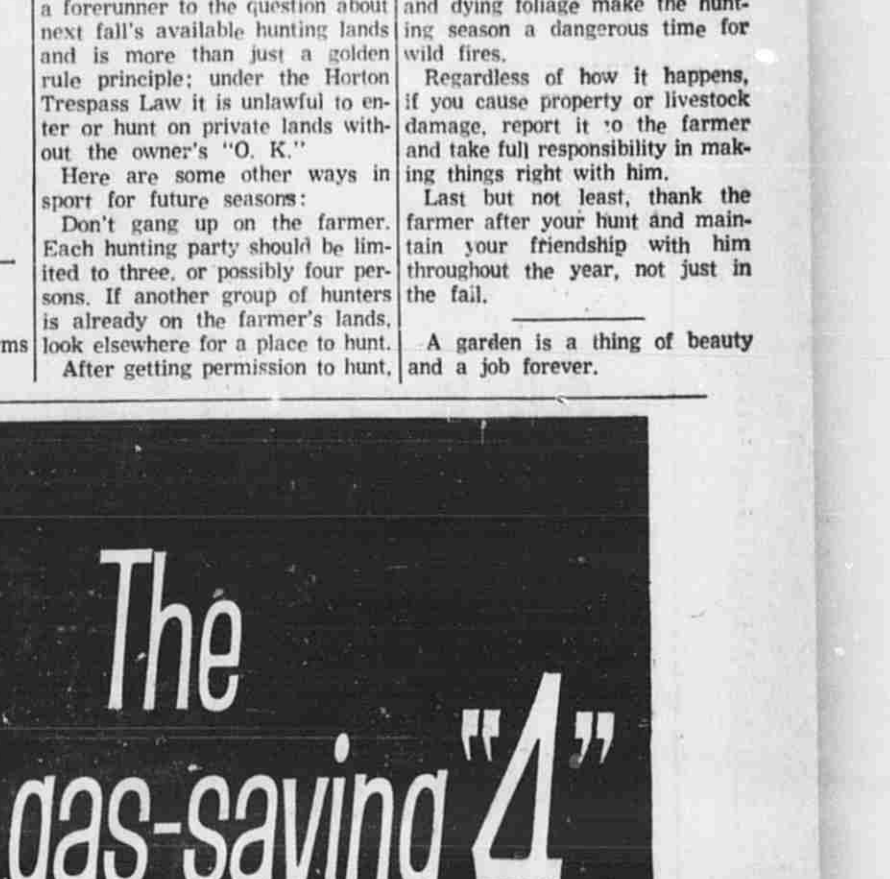 a forerunner to the question about
next fall's available hunting lands
and is more than just a golden
rule principle; under the Horton
Trespass Law it is unlawful to en-
ter or hunt on private lands with-
out the owner's "O. K."
Here are some other ways in
sport for future seasons:
Don't gang up on the farmer.
Each hunting party should be lim-
ited to three, or possibly four per-
sons. If another group of hunters
is already on the farmer's lands,
look elsewhere for a place to hunt.
After getting permission to hunt,
and dying foliage make the hunt-
ing season a dangerous time for
wild fires.
Regardless of how it happens,
if you cause property or livestock
damage, report it to the farmer
and take full responsibility in mak-
ing things right with him.
Last but not least, thank the
farmer after your hunt and main-
tain your friendship with him
throughout the year, not just in
the fall.
A garden is a thing of beauty
and a job forever.
ms
The
gas-saving "4"